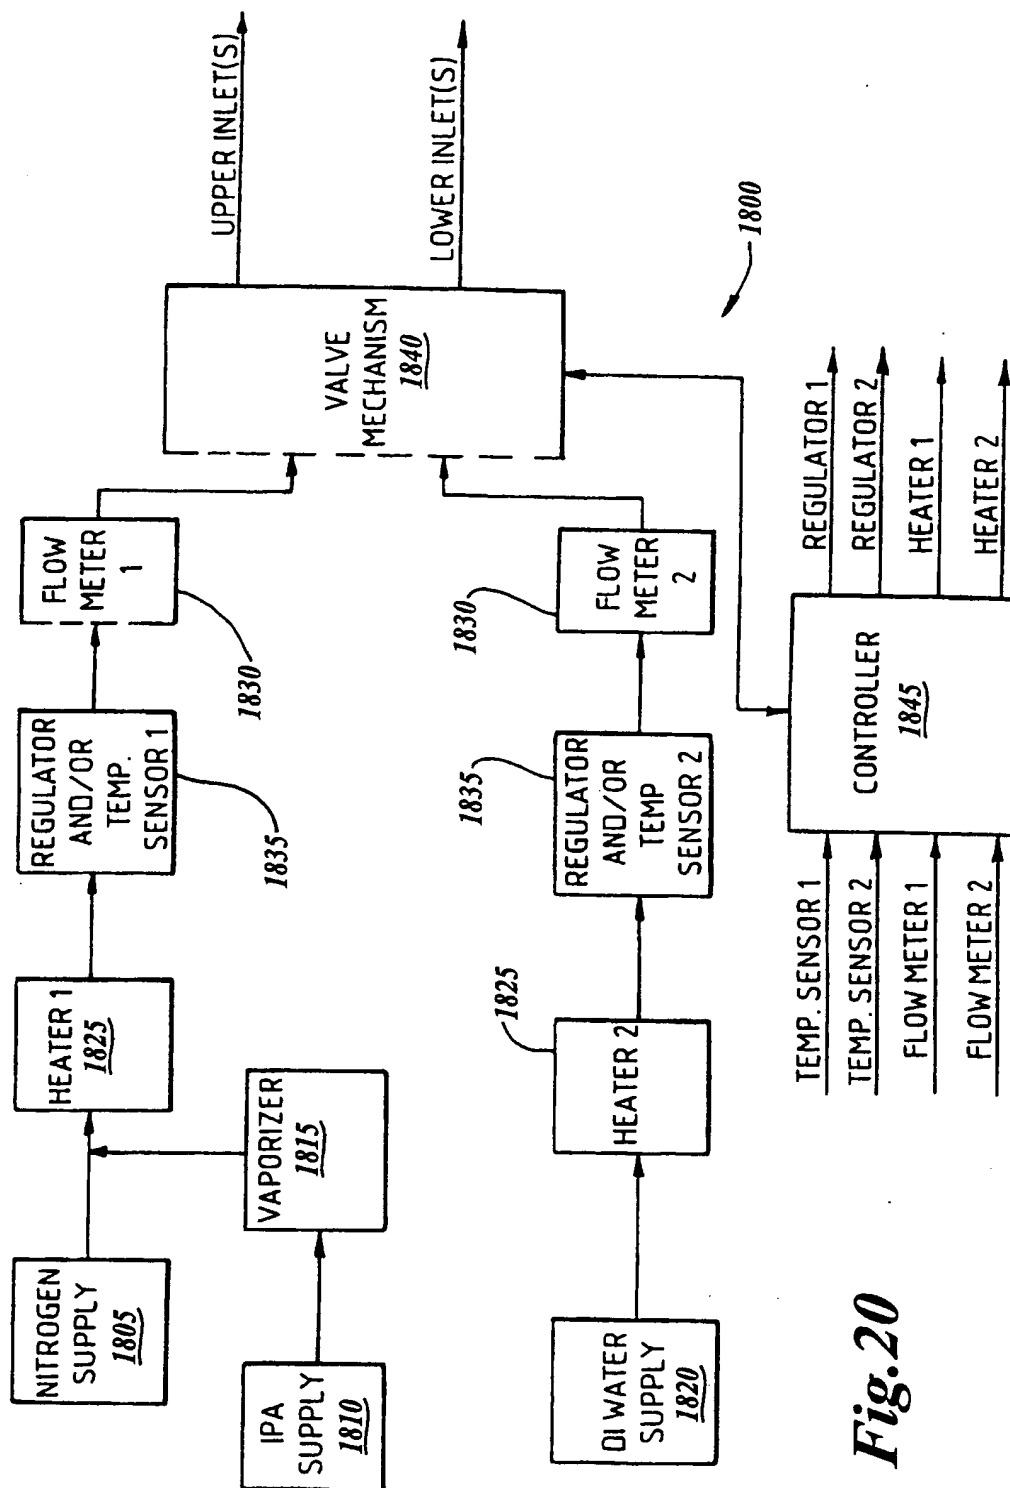 NITROGEN
SUPPLY
1805
HEATER 1
1825
REGULATOR
AND/OR
TEMP.
SENSOR 1
1835
FLOW
METER
1
1830
UPPER INLET(S)
IPA
SUPPLY
1810
VAPORIZER
1815
VALVE
MECHANISM
1840
LOWER INLET(S)
DI WATER
SUPPLY
1820
HEATER 2
1825
REGULATOR
AND/OR
TEMP
SENSOR 2
1835
FLOW
METER
2
1830
1800
TEMP. SENSOR 1
TEMP. SENSOR 2
FLOW METER 1
FLOW METER 2
CONTROLLER
1845
REGULATOR 1
REGULATOR 2
HEATER 1
HEATER 2
Fig.20